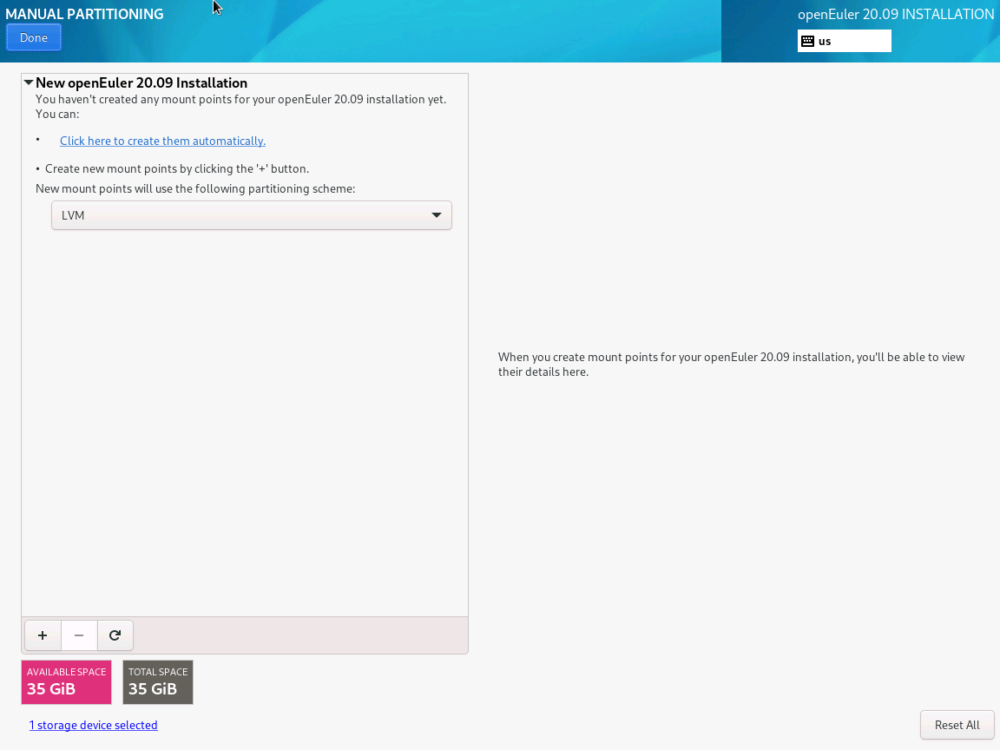 MANUAL PARTITIONING
openEuler 20.09 INSTALLATION
Done
us
New openEuler 20.09 Installation
You haven't created any mount points for your openEuler 20.09 installation yet.
You can:
• Click here to create them automatically.
• Create new mount points by clicking the '+' button.
New mount points will use the following partitioning scheme:
LVM
When you create mount points for your openEuler 20.09 installation, you'll be able to view
their details here.
AVAILABLE SPACE
35 GiB
TOTAL SPACE
35 GiB
1 storage device selected
Reset All